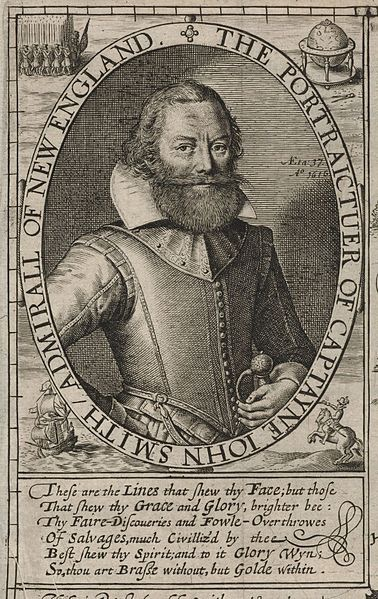 THE PORTRAICTUER OF CAPTAYNE IOHN SMITH / ADMIRALL OF NEW ENGLAND.
Æta 37
Aº 1616
These are the Lines that shew thy Face; but those
That shew thy Grace and Glory, brighter bee:
Thy Faire-Discoueries and Fowle-Overthrowes
Of Salvages, much Civilliz'd by thee
Best shew thy Spirit; and to it Glory Wyn;
So, thou art Brasse without, but Golde within.